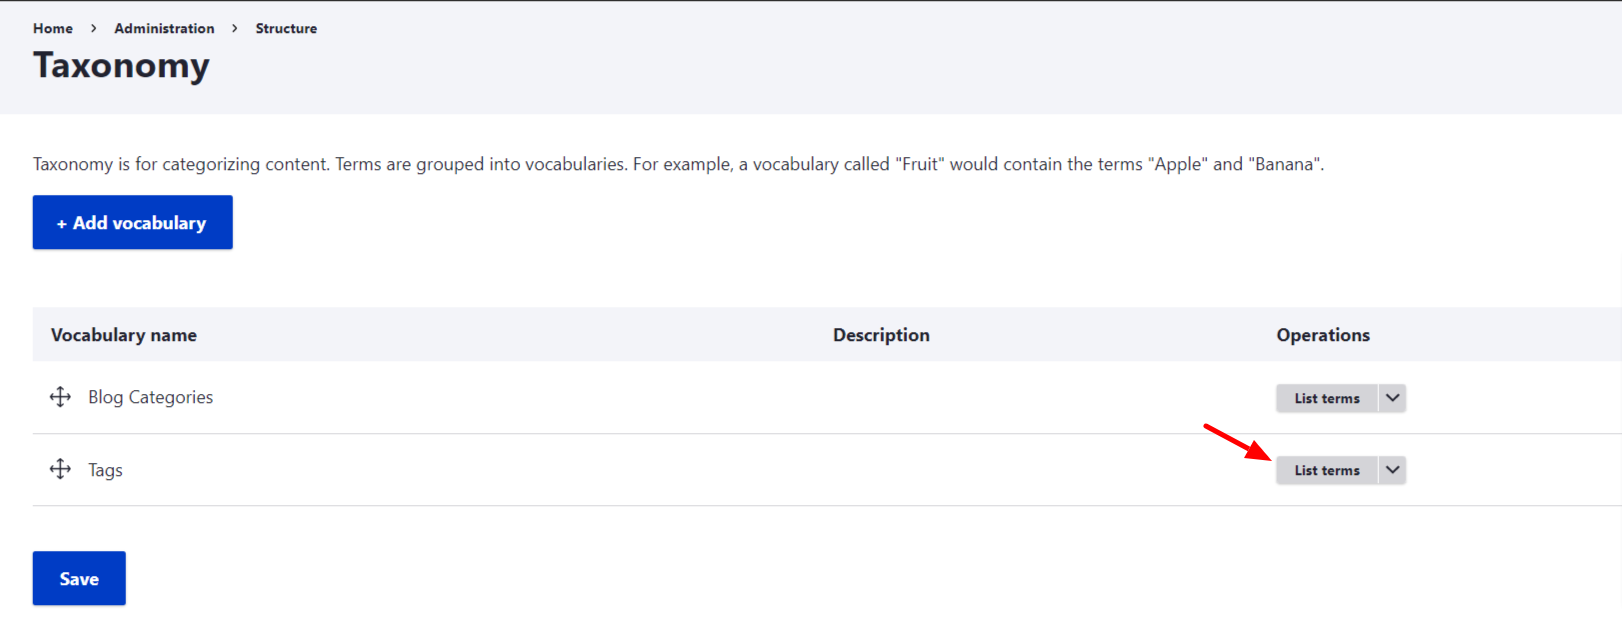 Home > Administration > Structure
Taxonomy
Taxonomy is for categorizing content. Terms are grouped into vocabularies. For example, a vocabulary called "Fruit" would contain the terms "Apple" and "Banana".
+ Add vocabulary
Vocabulary name Description Operations
Blog Categories List terms
Tags List terms
Save